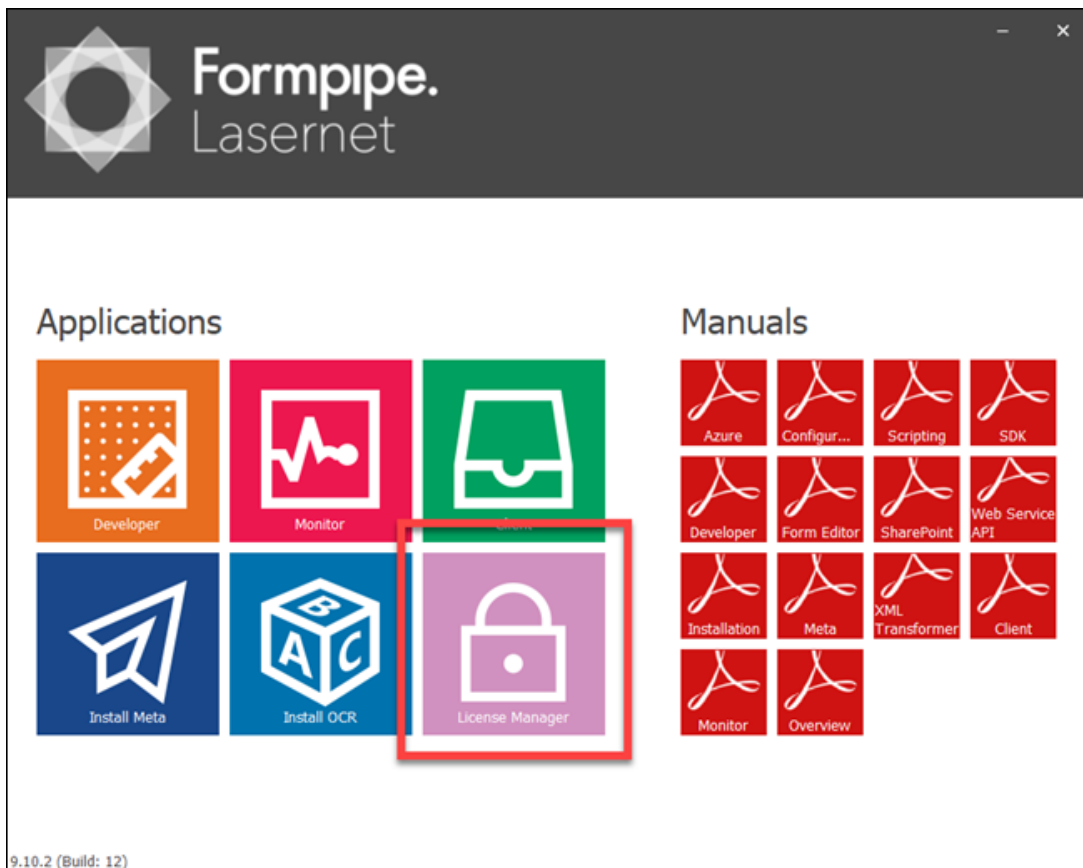 Formpipe.
Lasernet
Applications
Developer
Monitor
Client
Install Meta
B
A
C
Install OCR
License Manager
Manuals
Azure
Configur...
Scripting
SDK
Developer
Form Editor
SharePoint
Web Service
API
Installation
Meta
XML
Transformer
Client
Monitor
Overview
9.10.2 (Build: 12)